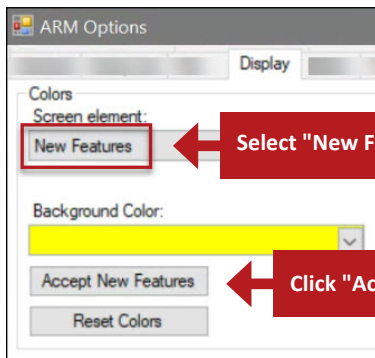 ARM Options
Display
Colors
Screen element:
New Features
Select "New F
Background Color:
Accept New Features
Click "Ac
Reset Colors